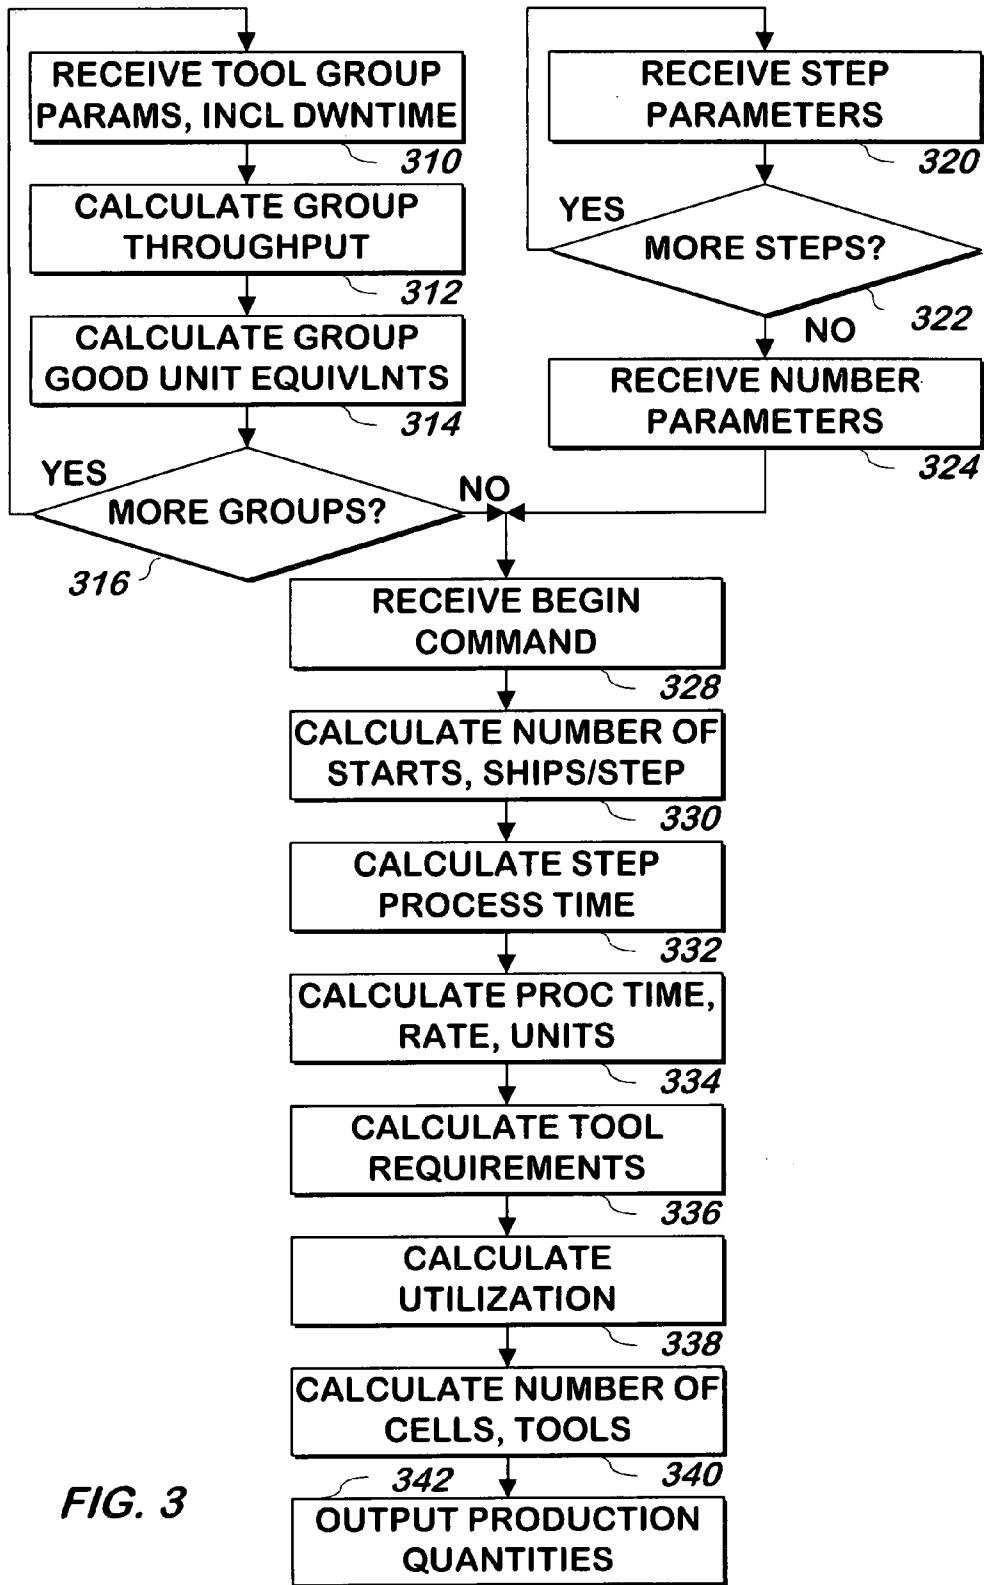 RECEIVE TOOL GROUP
PARAMS, INCL DWNTIME
310
CALCULATE GROUP
THROUGHPUT
312
CALCULATE GROUP
GOOD UNIT EQUIVLNTS
314
YES
MORE GROUPS?
NO
316
RECEIVE STEP
PARAMETERS
320
YES
MORE STEPS?
322
NO
RECEIVE NUMBER
PARAMETERS
324
RECEIVE BEGIN
COMMAND
328
CALCULATE NUMBER OF
STARTS, SHIPS/STEP
330
CALCULATE STEP
PROCESS TIME
332
CALCULATE PROC TIME,
RATE, UNITS
334
CALCULATE TOOL
REQUIREMENTS
336
CALCULATE
UTILIZATION
338
CALCULATE NUMBER OF
CELLS, TOOLS
340
342
OUTPUT PRODUCTION
QUANTITIES
FIG. 3